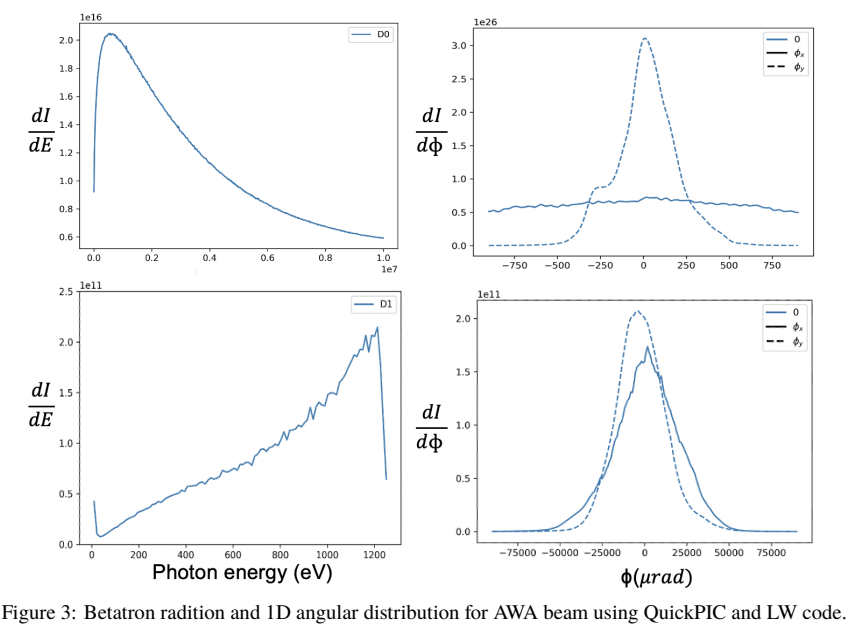 1e16
dI
dE
2.0
1.8
1.6
1.4
1.2
1.0
0.8
0.6
D0
0.0 0.2 0.4 0.6 0.8 1.0
1e7
1e26
dI
dϕ
3.0
2.5
2.0
1.5
1.0
0.5
0.0
0
ϕx
ϕy
−750 −500 −250 0 250 500 750
1e11
dI
dE
2.5
2.0
1.5
1.0
0.5
0.0
D1
0 200 400 600 800 1000 1200
Photon energy (eV)
1e11
dI
dϕ
2.0
1.5
1.0
0.5
0.0
0
ϕx
ϕy
−75000 −50000 −25000 0 25000 50000 75000
ϕ(μrad)
Figure 3: Betatron radition and 1D angular distribution for AWA beam using QuickPIC and LW code.